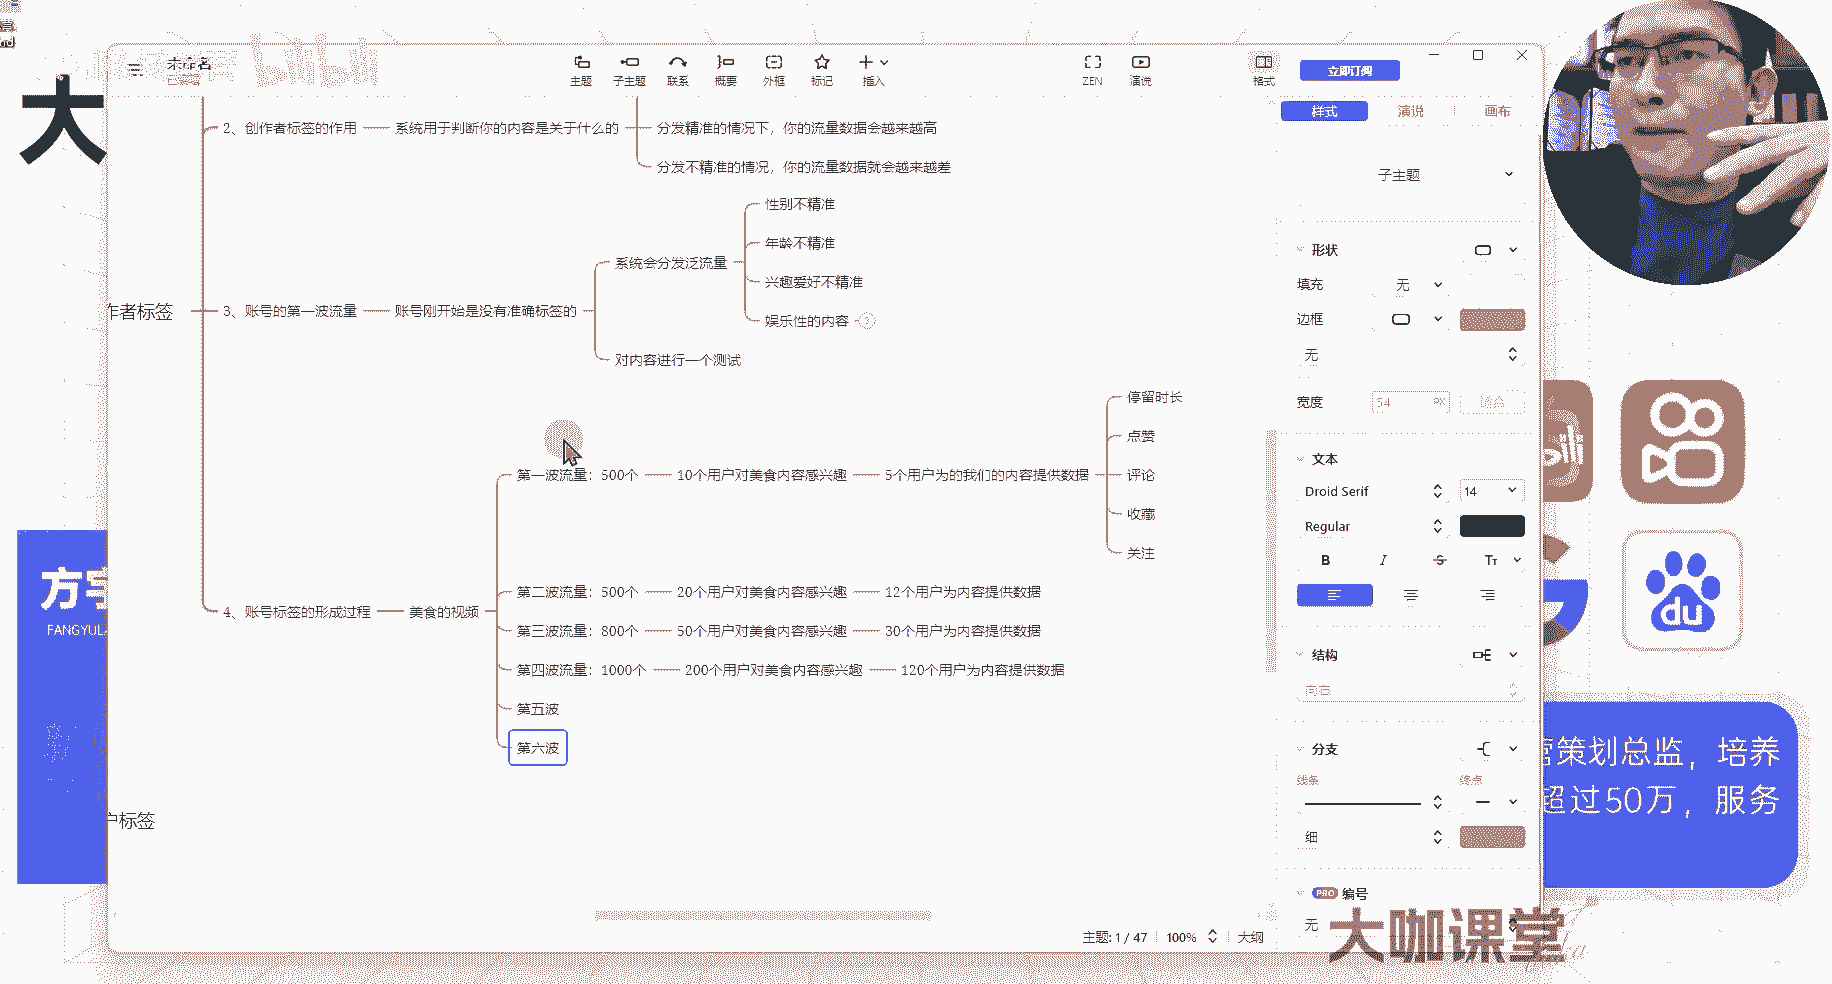 未命名
已编辑
bilibili
主题
子主题
联系
概要
外框
标记
插入
ZEN
演说
格式
立即订阅
大
样式
演说
画布
2、创作者标签的作用
系统用于判断你的内容是关于什么的
分发精准的情况下，你的流量数据会越来越高
分发不精准的情况，你的流量数据就会越来越差
子主题
性别不精准
年龄不精准
系统会分发泛流量
兴趣爱好不精准
娱乐性的内容
作者标签
3、账号的第一波流量
账号刚开始是没有准确标签的
对内容进行一个测试
形状
填充
无
边框
无
宽度
54
PX
适合
停留时长
点赞
第一波流量：500个
10个用户对美食内容感兴趣
5个用户为的我们的内容提供数据
评论
收藏
关注
文本
Droid Serif
14
Regular
B
I
S
Tт
第二波流量：500个
20个用户对美食内容感兴趣
12个用户为内容提供数据
4、账号标签的形成过程
美食的视频
第三波流量：800个
50个用户对美食内容感兴趣
30个用户为内容提供数据
第四波流量：1000个
200个用户对美食内容感兴趣
120个用户为内容提供数据
第五波
第六波
户标签
方宇
FANGYULA
结构
向右
分支
线条
终点
细
PRO
编号
无
du
营策划总监，培养
超过50万，服务
主题: 1 / 47
100%
大纲
大咖课堂